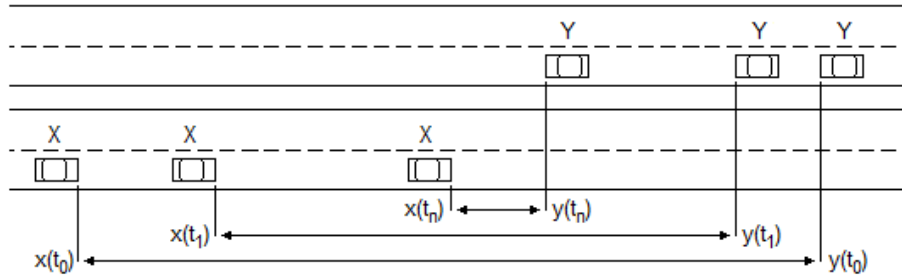 Y Y Y
X X X
x(tn) y(tn)
x(t1) y(t1)
x(t0) y(t0)